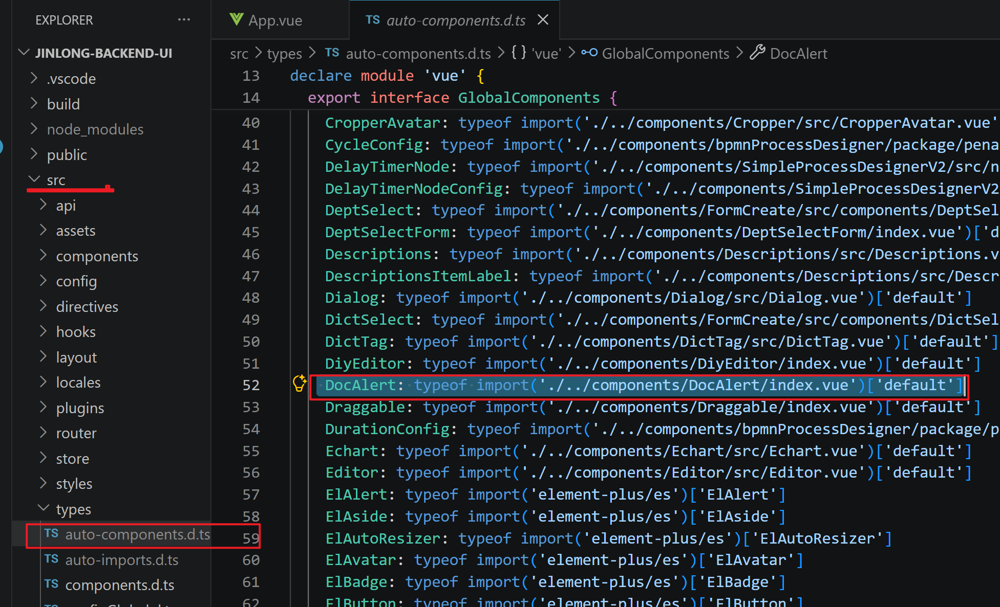 EXPLORER
JINLONG-BACKEND-UI
.vscode
build
node_modules
public
src
api
assets
components
config
directives
hooks
layout
locales
plugins
router
store
styles
types
TS auto-components.d.ts
TS auto-imports.d.ts
TS components.d.ts
App.vue
TS auto-components.d.ts
src > types > TS auto-components.d.ts > {} 'vue' > GlobalComponents > DocAlert
13 declare module 'vue' {
14 export interface GlobalComponents {
40 CropperAvatar: typeof import('./../components/Cropper/src/CropperAvatar.vue'
41 CycleConfig: typeof import('./../components/bpmnProcessDesigner/package/pena
42 DelayTimerNode: typeof import('./../components/SimpleProcessDesignerV2/src/n
43 DelayTimerNodeConfig: typeof import('./../components/SimpleProcessDesignerV2
44 DeptSelect: typeof import('./../components/FormCreate/src/components/DeptSel
45 DeptSelectForm: typeof import('./../components/DeptSelectForm/index.vue')['d
46 Descriptions: typeof import('./../components/Descriptions/src/Descriptions.v
47 DescriptionsItemLabel: typeof import('./../components/Descriptions/src/Descr
48 Dialog: typeof import('./../components/Dialog/src/Dialog.vue')['default']
49 DictSelect: typeof import('./../components/FormCreate/src/components/DictSel
50 DictTag: typeof import('./../components/DictTag/src/DictTag.vue')['default']
51 DiyEditor: typeof import('./../components/DiyEditor/index.vue')['default']
52 DocAlert: typeof import('./../components/DocAlert/index.vue')['default']
53 Draggable: typeof import('./../components/Draggable/index.vue')['default']
54 DurationConfig: typeof import('./../components/bpmnProcessDesigner/package/p
55 Echart: typeof import('./../components/Echart/src/Echart.vue')['default']
56 Editor: typeof import('./../components/Editor/src/Editor.vue')['default']
57 ElAlert: typeof import('element-plus/es')['ElAlert']
58 ElAside: typeof import('element-plus/es')['ElAside']
59 ElAutoResizer: typeof import('element-plus/es')['ElAutoResizer']
60 ElAvatar: typeof import('element-plus/es')['ElAvatar']
61 ElBadge: typeof import('element-plus/es')['ElBadge']
62 ElButton: typeof import('element-plus/es')['ElButton']